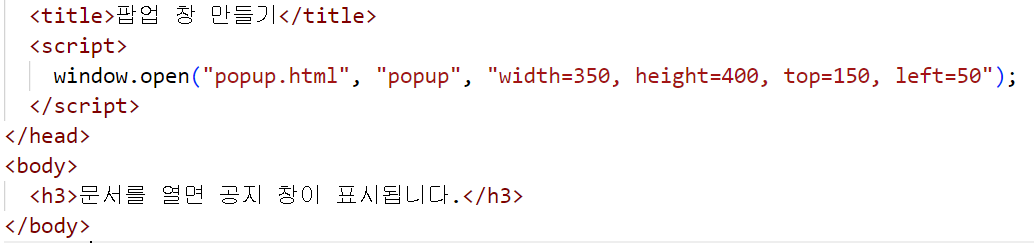 <title>팝업 창 만들기</title>
<script>
window.open("popup.html", "popup", "width=350, height=400, top=150, left=50");
</script>
</head>
<body>
<h3>문서를 열면 공지 창이 표시됩니다.</h3>
</body>